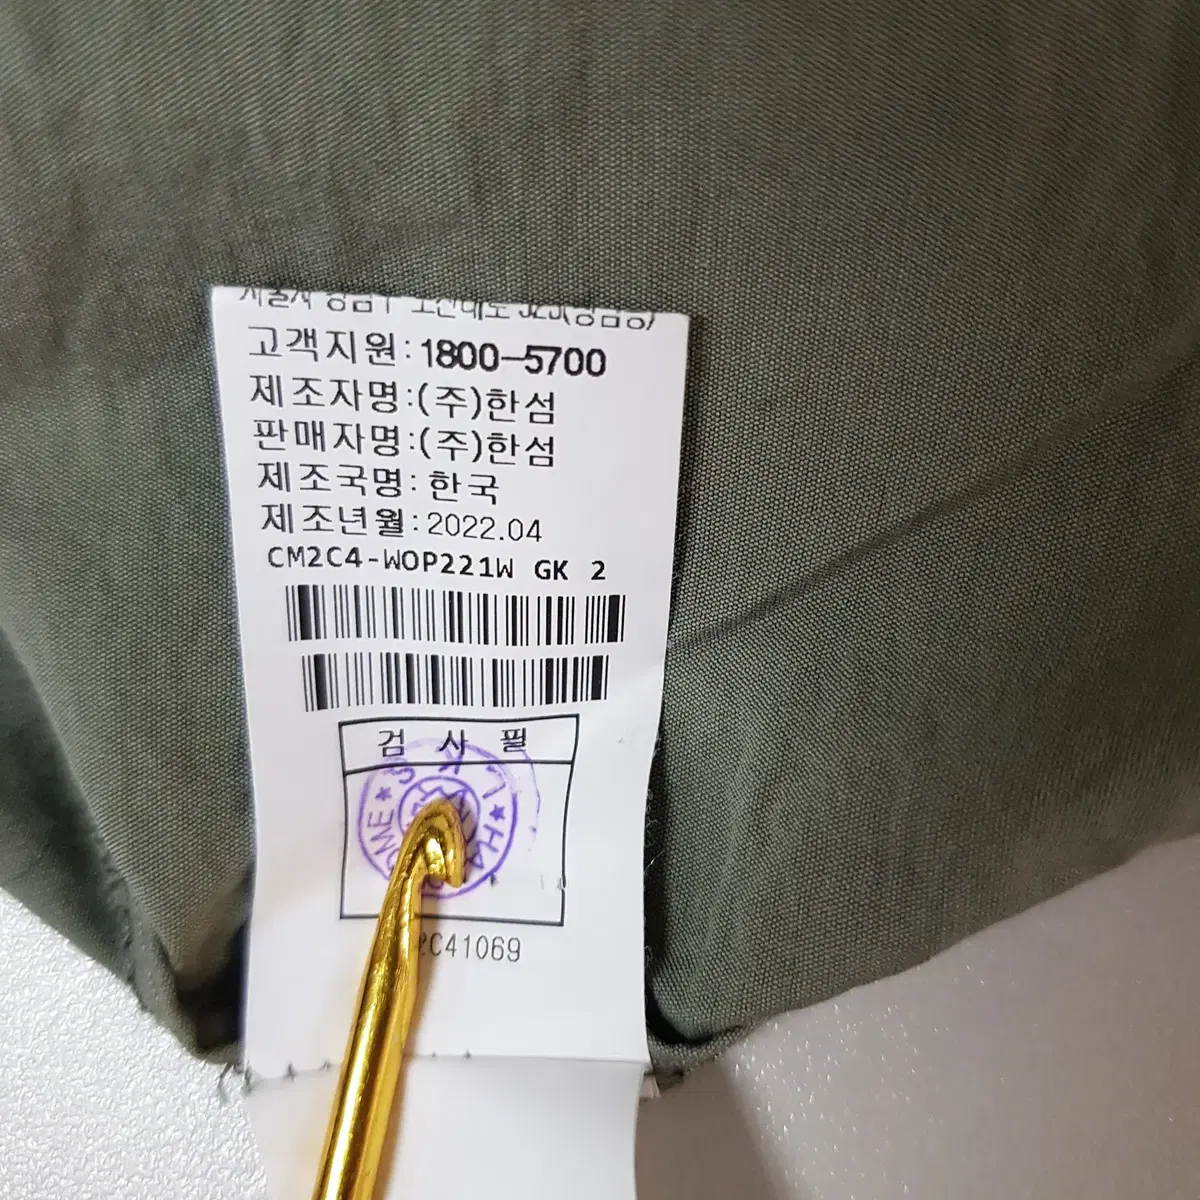 고객지원:1800-5700
제조자명:(주)한섬
판매자명:(주)한섬
제조국명:한국
제조년월:2022.04
CM2C4-WOP221W GK 2
검 사 필
C41069